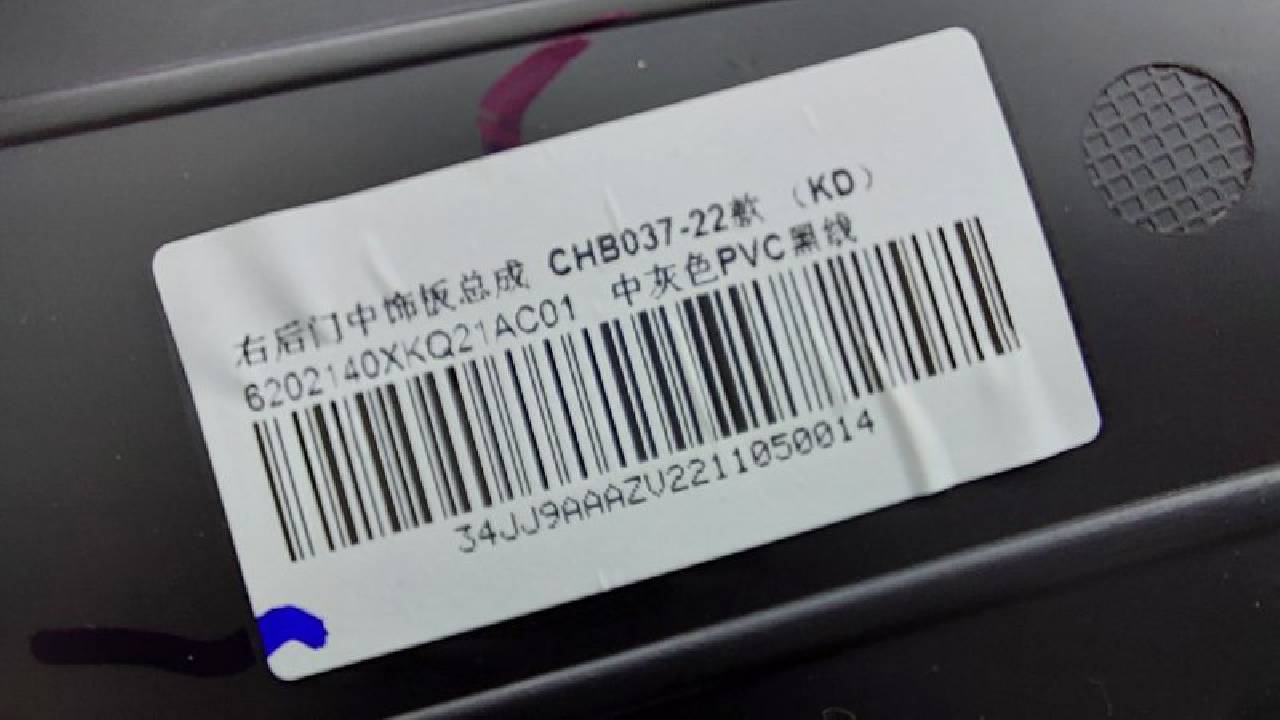 右后门中饰板总成 CHB037-22款 （KD）
6202140XKQ21AC01 中灰色PVC黑线
34JJ9AAAZV2211050014